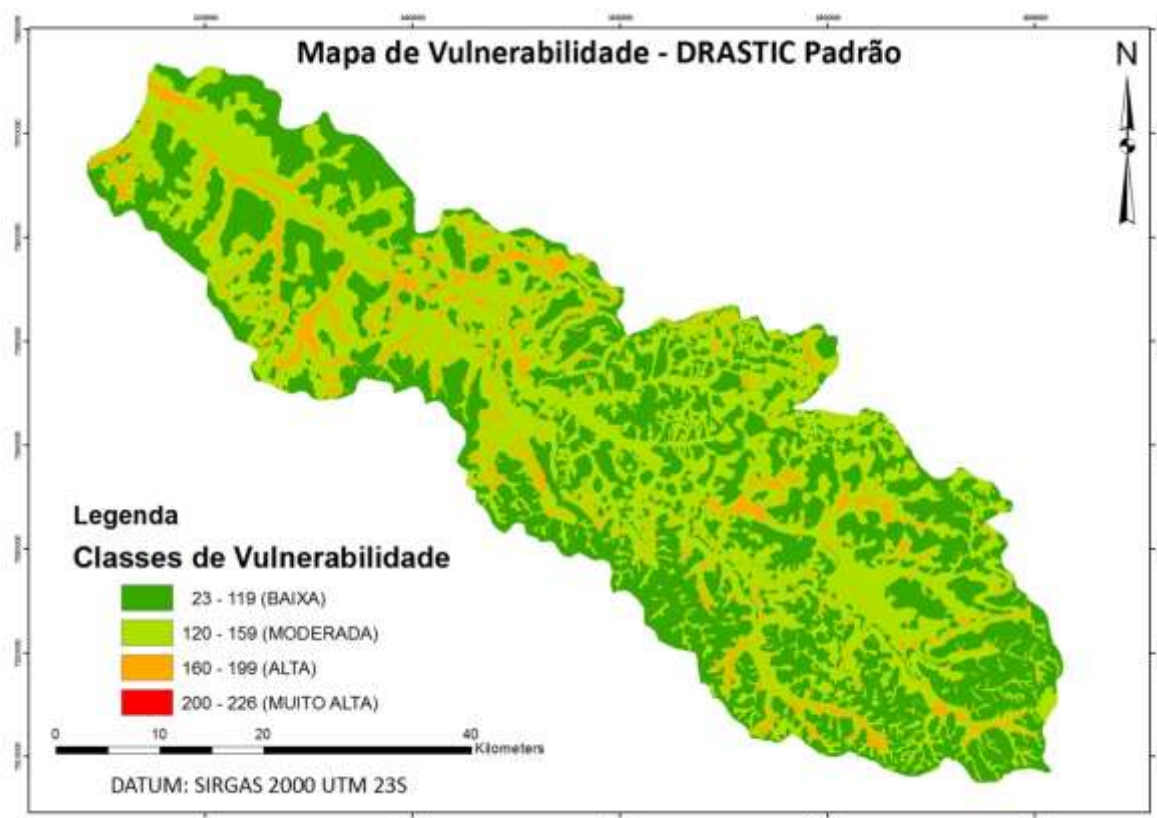 Mapa de Vulnerabilidade - DRASTIC Padrão
N
Legenda
Classes de Vulnerabilidade
23 - 119 (BAIXA)
120 - 159 (MODERADA)
160 - 199 (ALTA)
200 - 226 (MUITO ALTA)
0 10 20 40
Kilometers
DATUM: SIRGAS 2000 UTM 23S